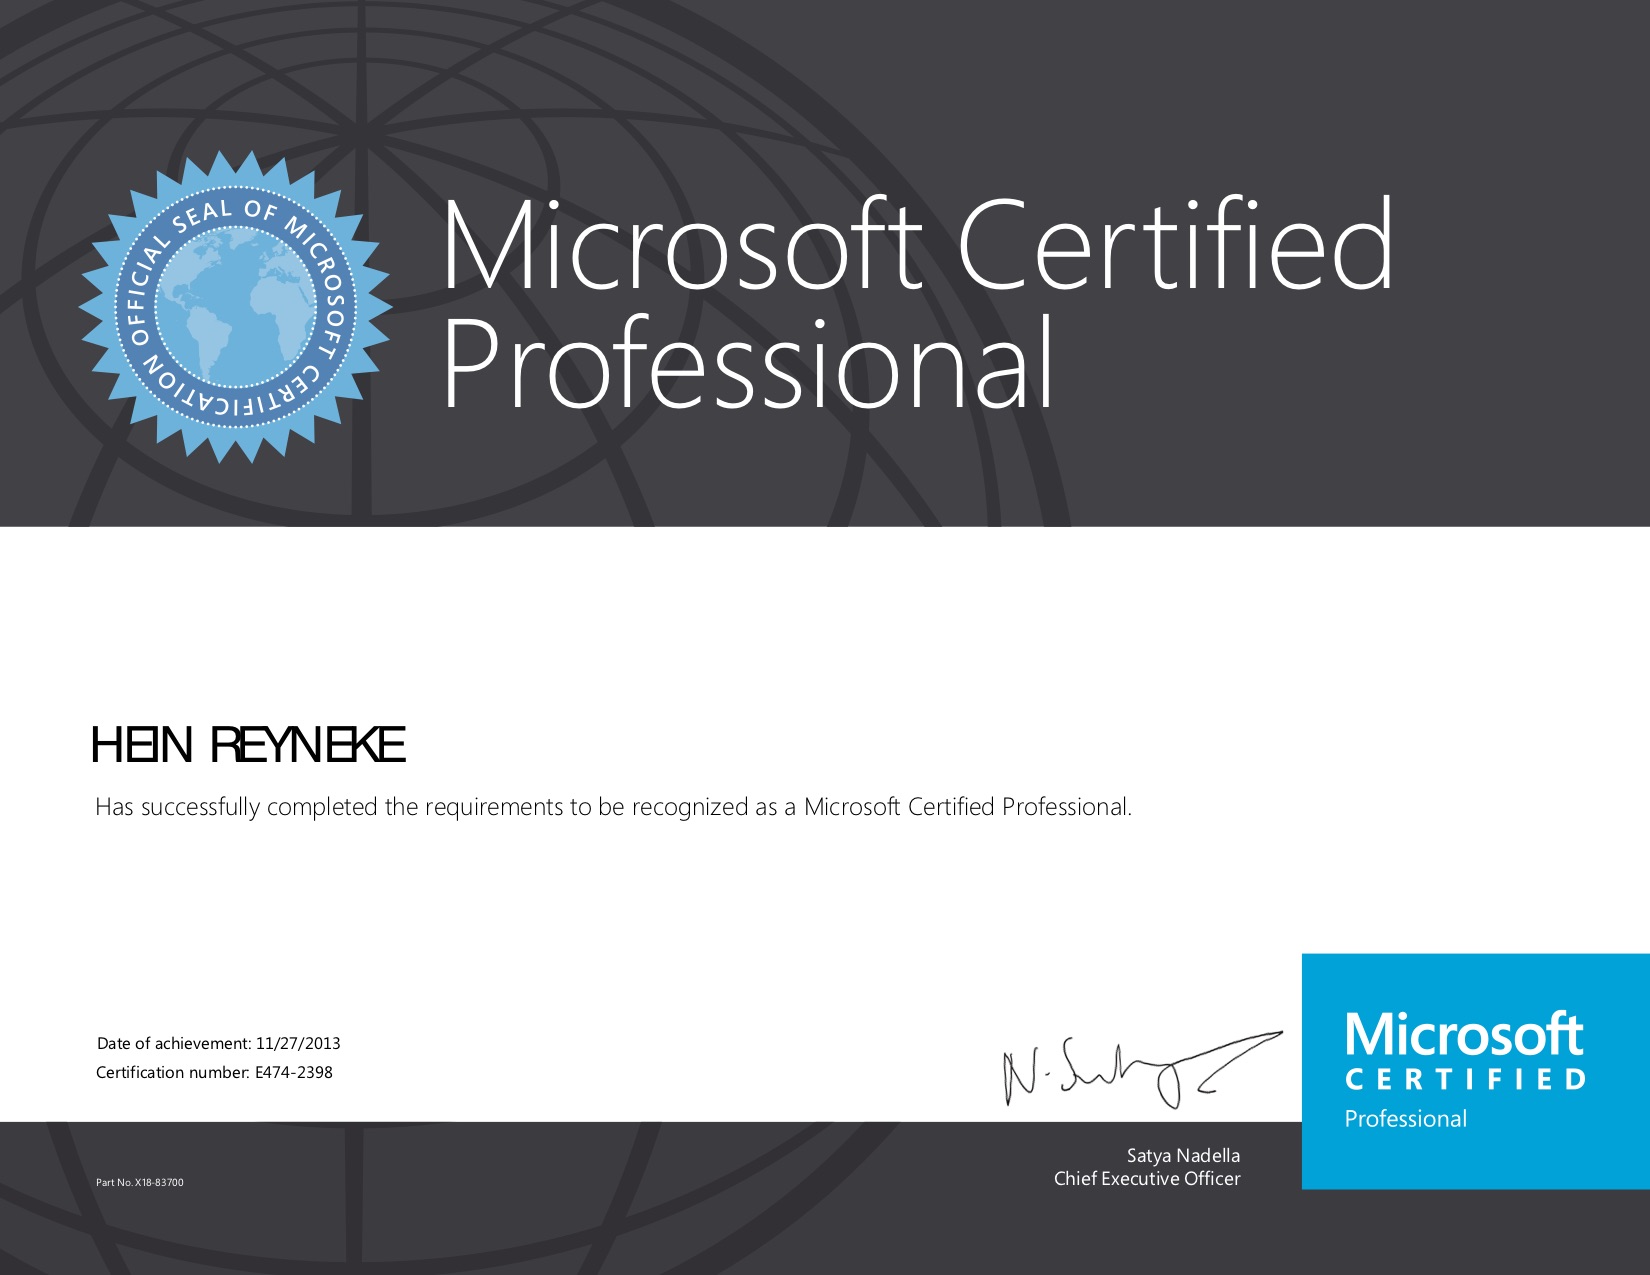 OFFICIAL SEAL OF MICROSOFT CERTIFICATION
Microsoft Certified
Professional
HEIN REYNEKE
Has successfully completed the requirements to be recognized as a Microsoft Certified Professional.
Date of achievement: 11/27/2013
Certification number: E474-2398
Microsoft
CERTIFIED
Professional
Satya Nadella
Chief Executive Officer
Part No. X18-83700